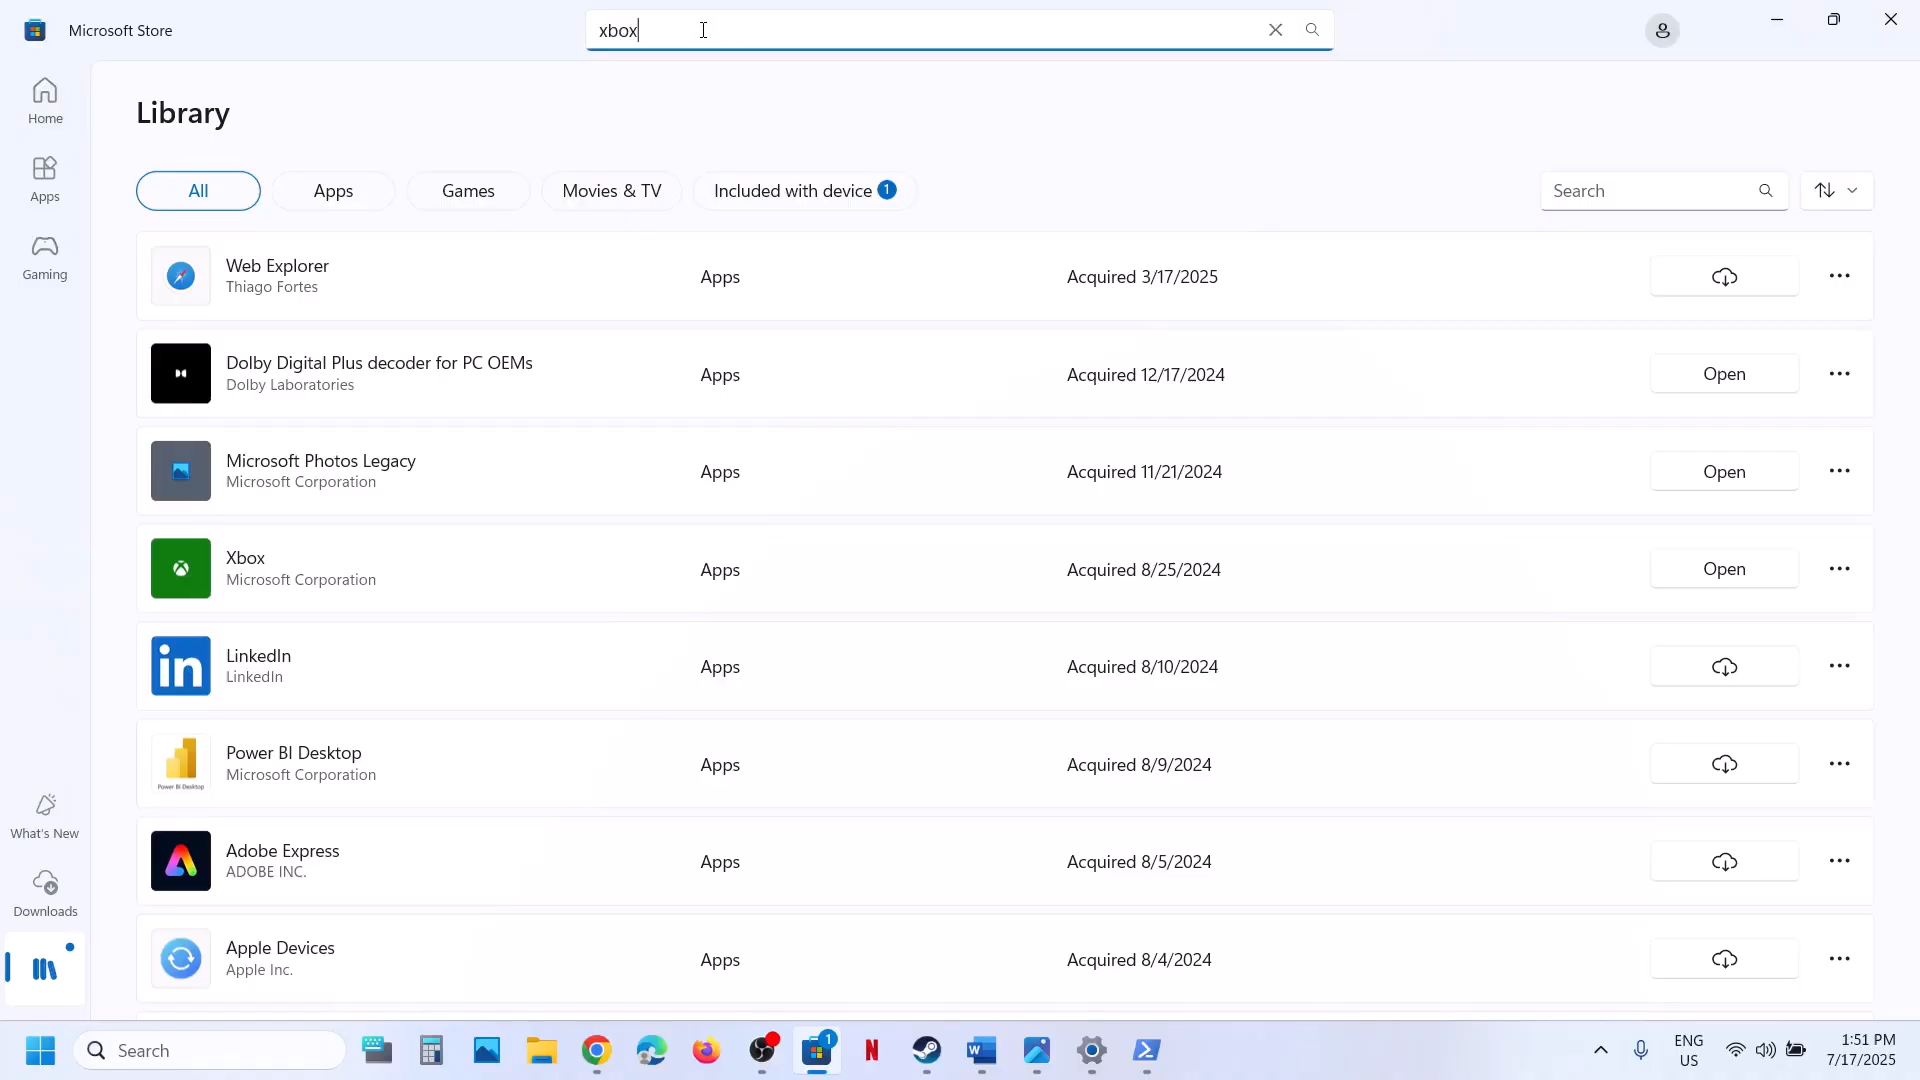 Microsoft Store
xbox
Home
Apps
Gaming
What's New
Downloads
Library
All
Apps
Games
Movies & TV
Included with device 1
Search
Web Explorer
Thiago Fortes
Apps
Acquired 3/17/2025
Dolby Digital Plus decoder for PC OEMs
Dolby Laboratories
Apps
Acquired 12/17/2024
Open
Microsoft Photos Legacy
Microsoft Corporation
Apps
Acquired 11/21/2024
Open
Xbox
Microsoft Corporation
Apps
Acquired 8/25/2024
Open
in
LinkedIn
LinkedIn
Apps
Acquired 8/10/2024
Power BI Desktop
Power BI Desktop
Microsoft Corporation
Apps
Acquired 8/9/2024
Adobe Express
ADOBE INC.
Apps
Acquired 8/5/2024
Apple Devices
Apple Inc.
Apps
Acquired 8/4/2024
Search
1
N
W
ENG
US
1:51 PM
7/17/2025